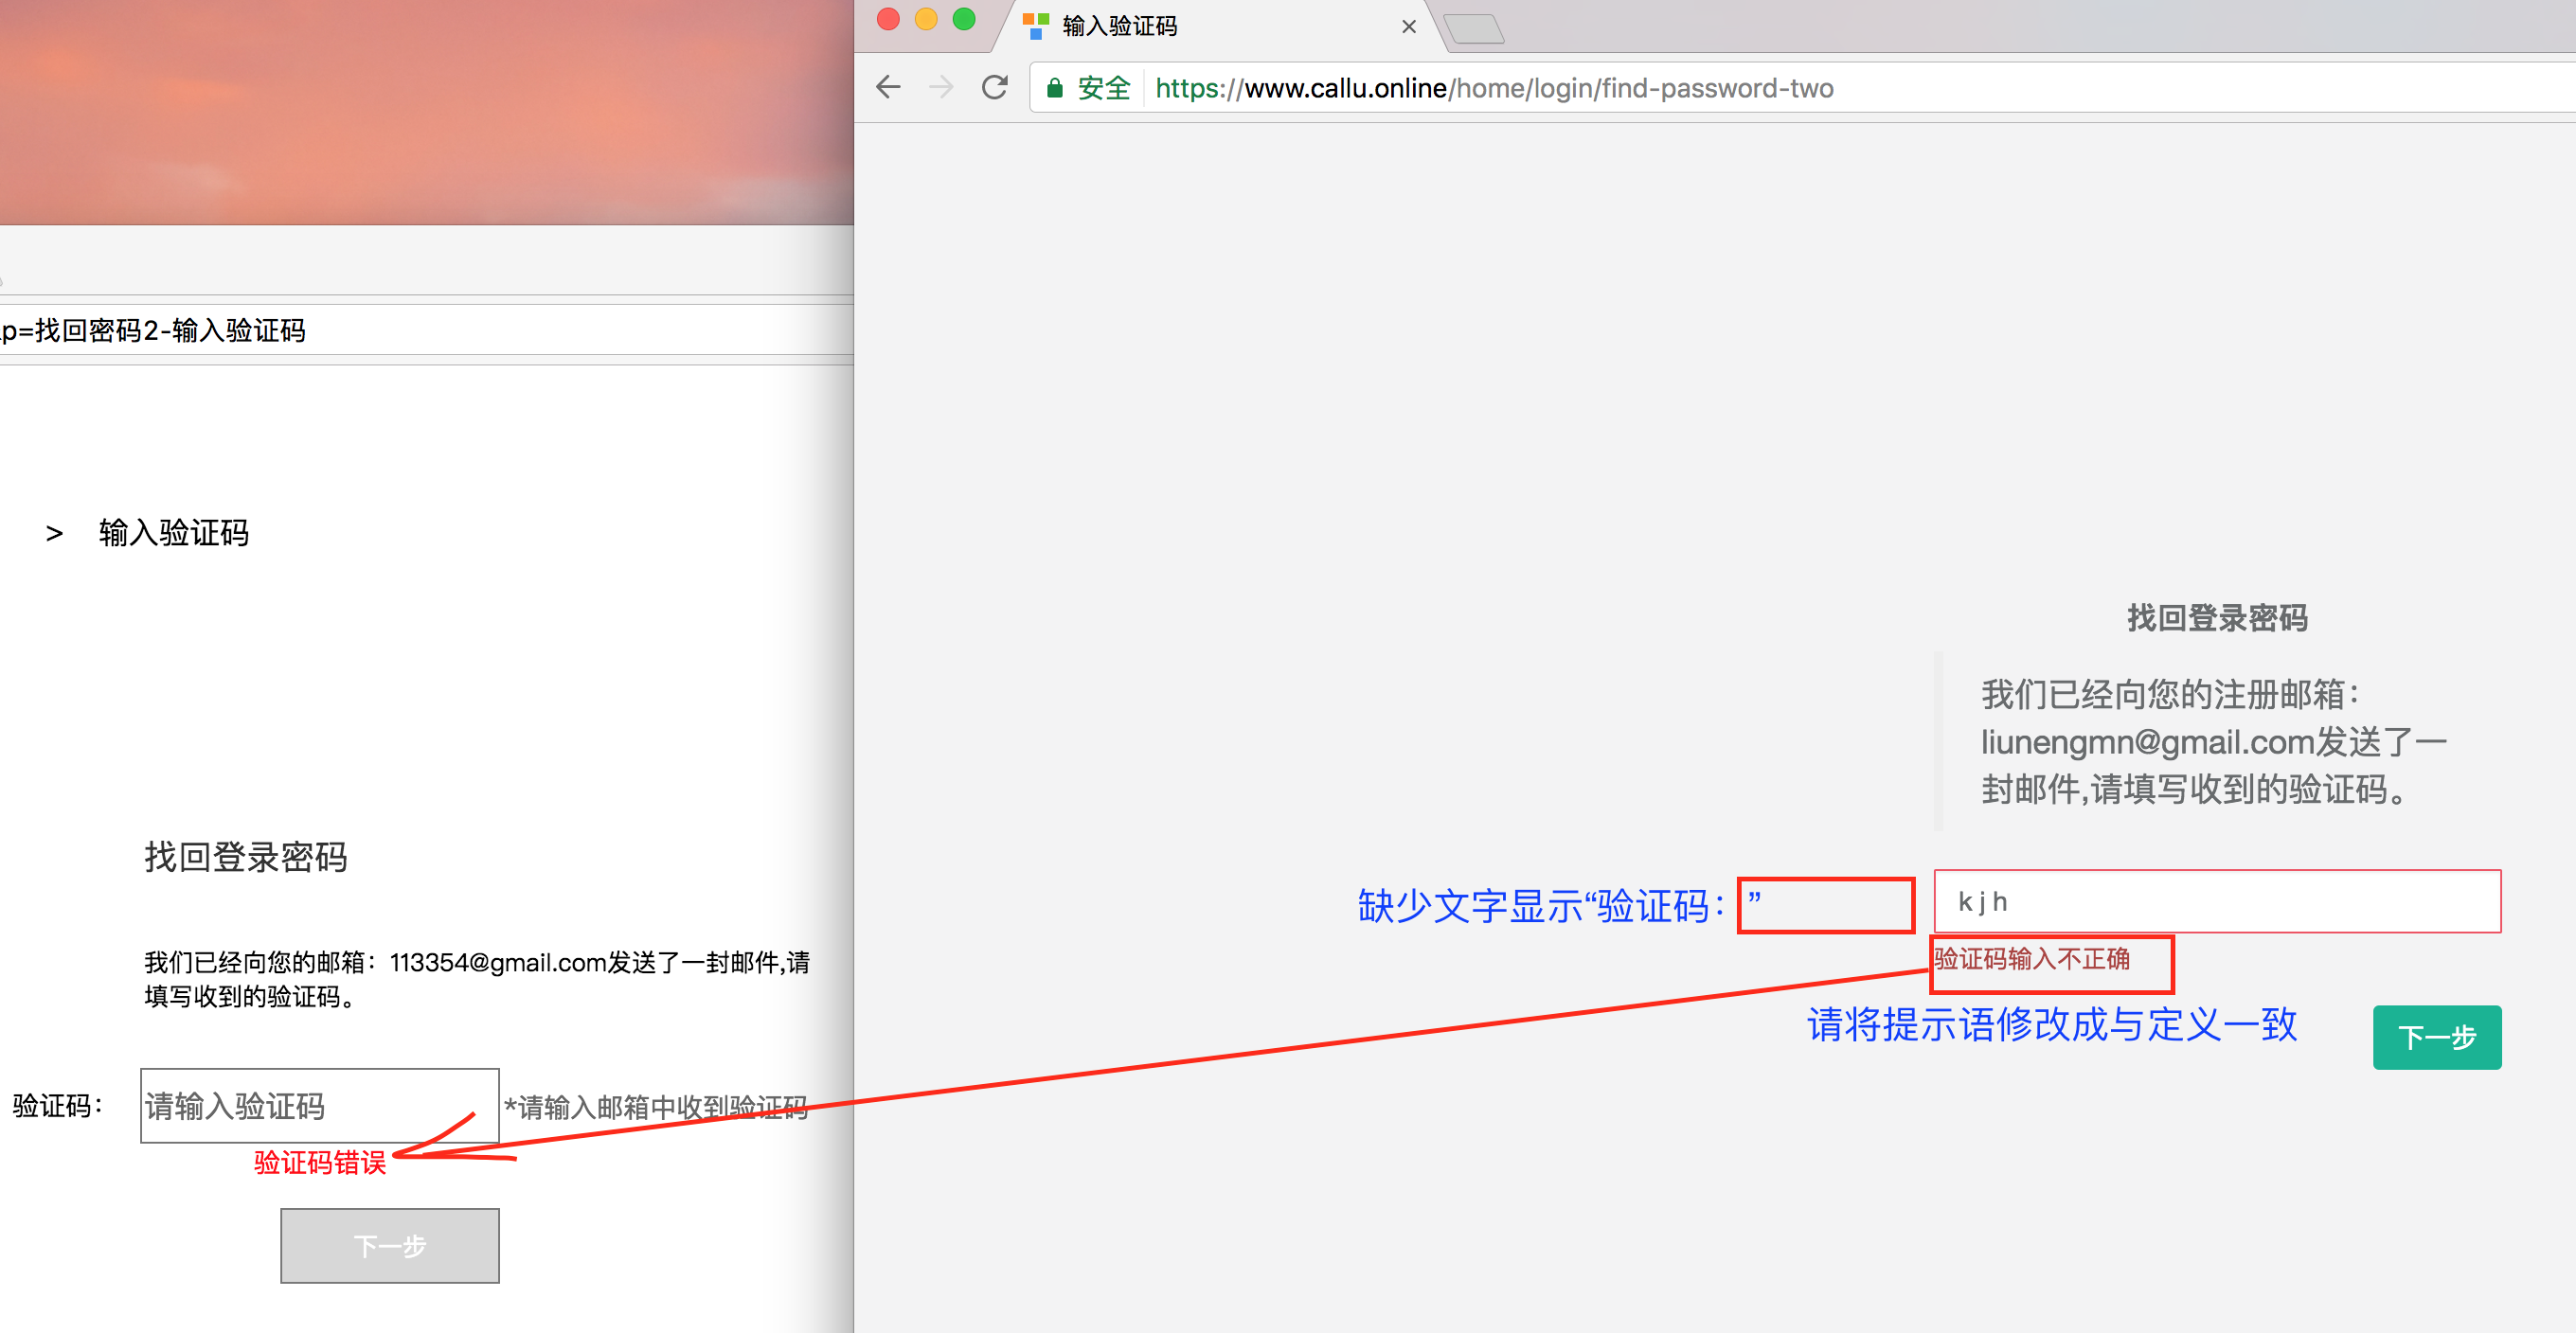 输入验证码
安全 https://www.callu.online/home/login/find-password-two
p=找回密码2-输入验证码
> 输入验证码
找回登录密码
我们已经向您的邮箱：113354@gmail.com发送了一封邮件,请
填写收到的验证码。
验证码：
请输入验证码
*请输入邮箱中收到验证码
验证码错误
下一步
找回登录密码
我们已经向您的注册邮箱：
liunengmn@gmail.com发送了一
封邮件,请填写收到的验证码。
缺少文字显示“验证码：”
kjh
验证码输入不正确
请将提示语修改成与定义一致
下一步